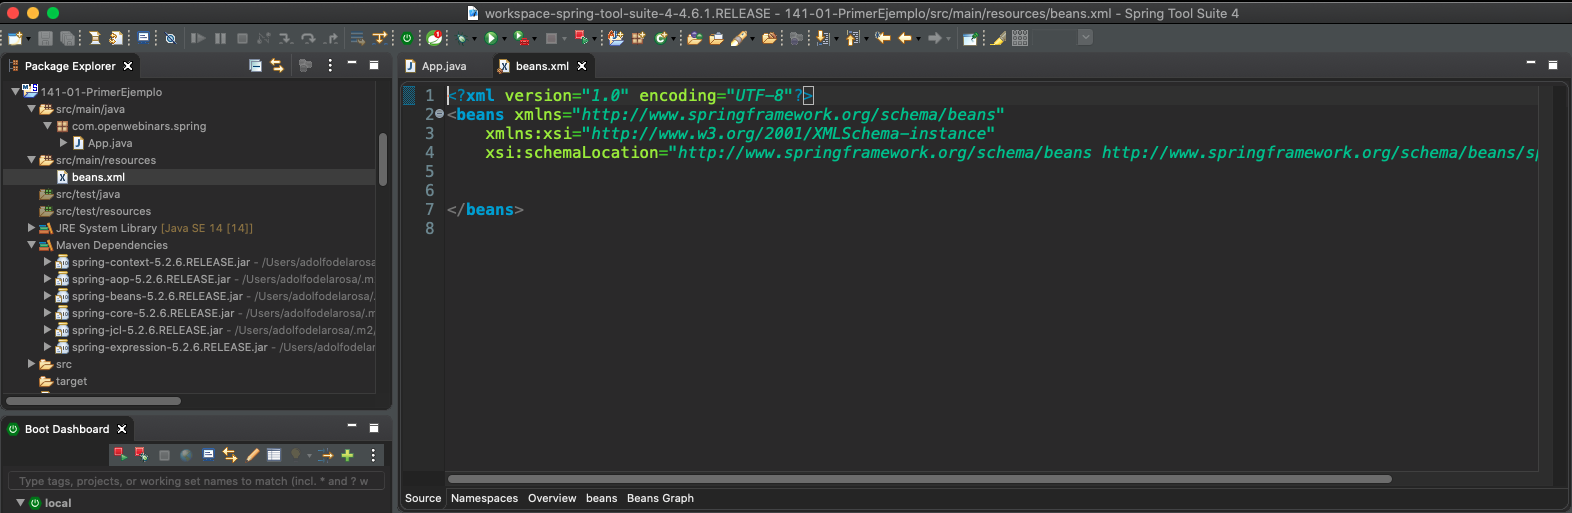 workspace-spring-tool-suite-4-4.6.1.RELEASE - 141-01-PrimerEjemplo/src/main/resources/beans.xml - Spring Tool Suite 4
Package Explorer
141-01-PrimerEjemplo
src/main/java
com.openwebinars.spring
App.java
src/main/resources
beans.xml
src/test/java
src/test/resources
JRE System Library [Java SE 14 [14]]
Maven Dependencies
spring-context-5.2.6.RELEASE.jar - /Users/adolfodelarosa
spring-aop-5.2.6.RELEASE.jar - /Users/adolfodelarosa/.m
spring-beans-5.2.6.RELEASE.jar - /Users/adolfodelarosa/.
spring-core-5.2.6.RELEASE.jar - /Users/adolfodelarosa/.m
spring-jcl-5.2.6.RELEASE.jar - /Users/adolfodelarosa/.m2/
spring-expression-5.2.6.RELEASE.jar - /Users/adolfodelar
src
target
Boot Dashboard
Type tags, projects, or working set names to match (incl. * and ? w
local
App.java beans.xml
1 <?xml version="1.0" encoding="UTF-8"?>
2 <beans xmlns="http://www.springframework.org/schema/beans"
3 xmlns:xsi="http://www.w3.org/2001/XMLSchema-instance"
4 xsi:schemaLocation="http://www.springframework.org/schema/beans http://www.springframework.org/schema/beans/sp
5
6
7 </beans>
8
Source Namespaces Overview beans Beans Graph